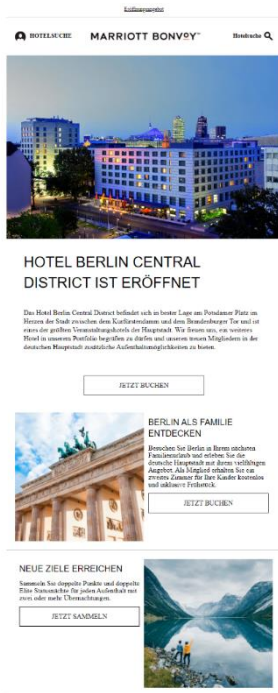 Eröffnungsangebot
HOTELSUCHE
MARRIOTT BONVOY™
Hotelsuche
HOTEL BERLIN CENTRAL
DISTRICT IST ERÖFFNET
Das Hotel Berlin Central District befindet sich in bester Lage am Potsdamer Platz im
Herzen der Stadt zwischen dem Kurfürstendamm und dem Brandenburger Tor und ist
eines der größten Veranstaltungshotels der Hauptstadt. Wir freuen uns, ein weiteres
Hotel in unserem Portfolio begrüßen zu dürfen und unseren treuen Mitgliedern in der
deutschen Hauptstadt zusätzliche Aufenthaltsmöglichkeiten zu bieten.
JETZT BUCHEN
BERLIN ALS FAMILIE
ENTDECKEN
Besuchen Sie Berlin in Ihrem nächsten
Familienurlaub und erleben Sie die
deutsche Hauptstadt mit ihrem vielfältigen
Angebot. Als Mitglied erhalten Sie ein
zweites Zimmer für Ihre Kinder kostenlos
und inklusive Frühstück.
JETZT BUCHEN
NEUE ZIELE ERREICHEN
Sammeln Sie doppelte Punkte und doppelte
Elite Statusnächte für jeden Aufenthalt mit
zwei oder mehr Übernachtungen.
JETZT SAMMELN